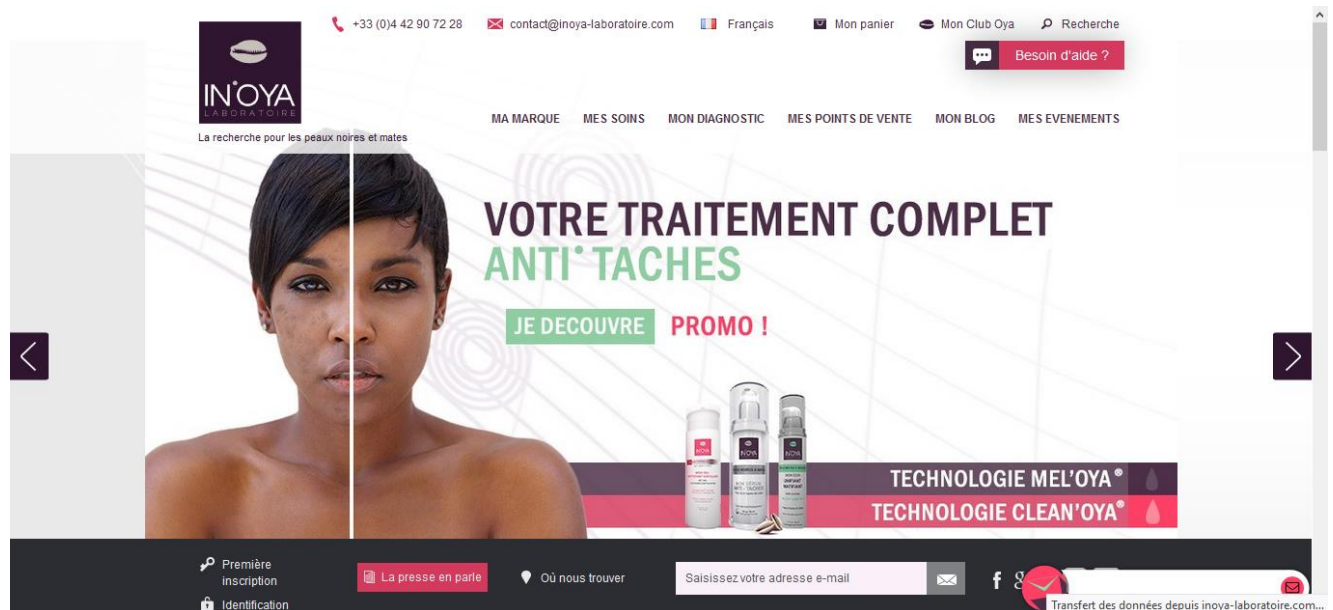 +33 (0)4 42 90 72 28
contact@inoya-laboratoire.com
Français
Mon panier
Mon Club Oya
Recherche
Besoin d'aide ?
IN°OYA
LABORATOIRE
La recherche pour les peaux noires et mates
MA MARQUE
MES SOINS
MON DIAGNOSTIC
MES POINTS DE VENTE
MON BLOG
MES EVENEMENTS
VOTRE TRAITEMENT COMPLET
ANTI°TACHES
JE DECOUVRE
PROMO !
TECHNOLOGIE MEL'OYA®
TECHNOLOGIE CLEAN'OYA®
Première
inscription
Identification
La presse en parle
Où nous trouver
Saisissez votre adresse e-mail
Transfert des données depuis inoya-laboratoire.com...